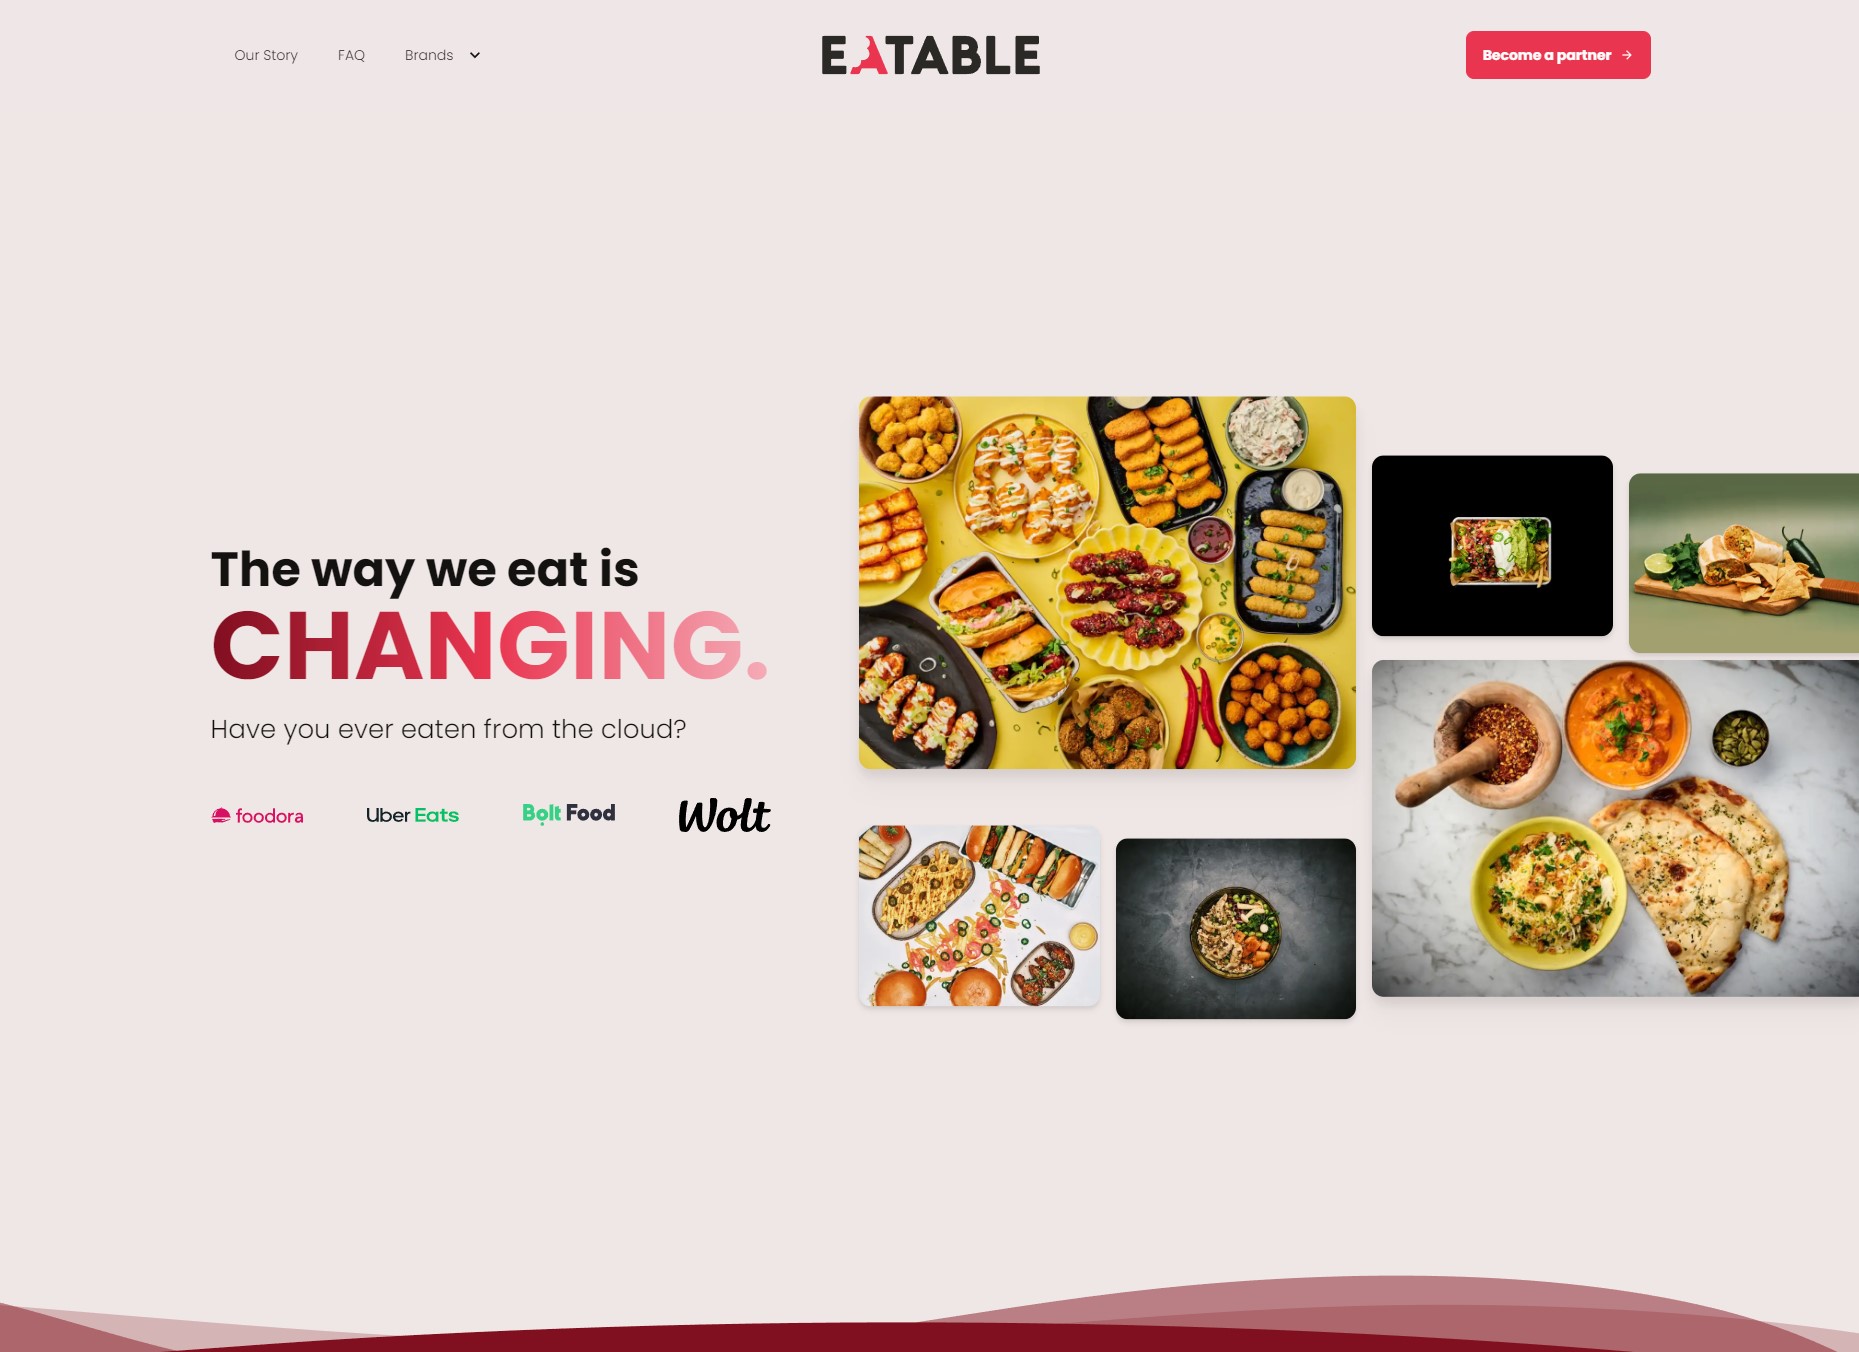 Our Story
FAQ
Brands
EATABLE
Become a partner →
The way we eat is
CHANGING.
Have you ever eaten from the cloud?
foodora
Uber Eats
Bolt Food
Wolt